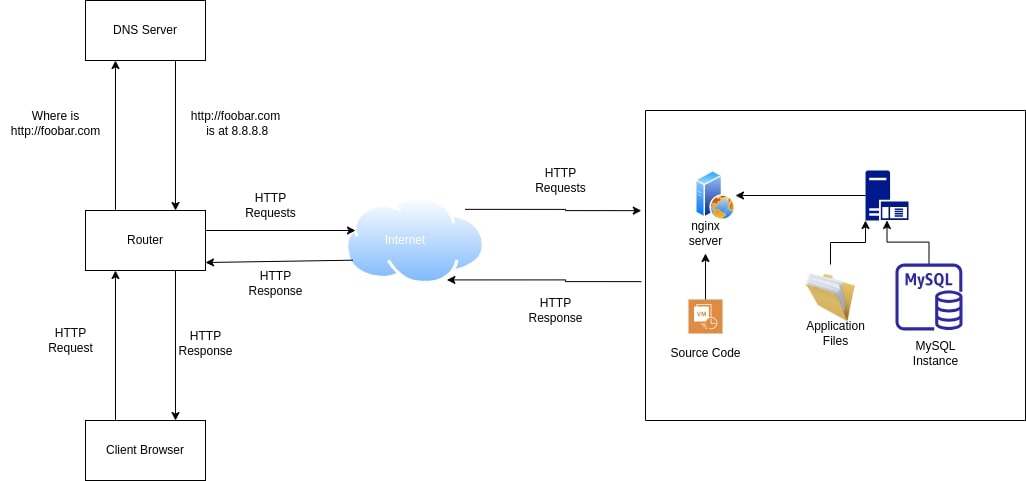 DNS Server
Where is
http://foobar.com
http://foobar.com
is at 8.8.8.8
Router
HTTP
Requests
HTTP
Response
Internet
HTTP
Requests
HTTP
Response
HTTP
Request
HTTP
Response
Client Browser
nginx
server
VM
Source Code
Application
Files
MySQL
MySQL
Instance